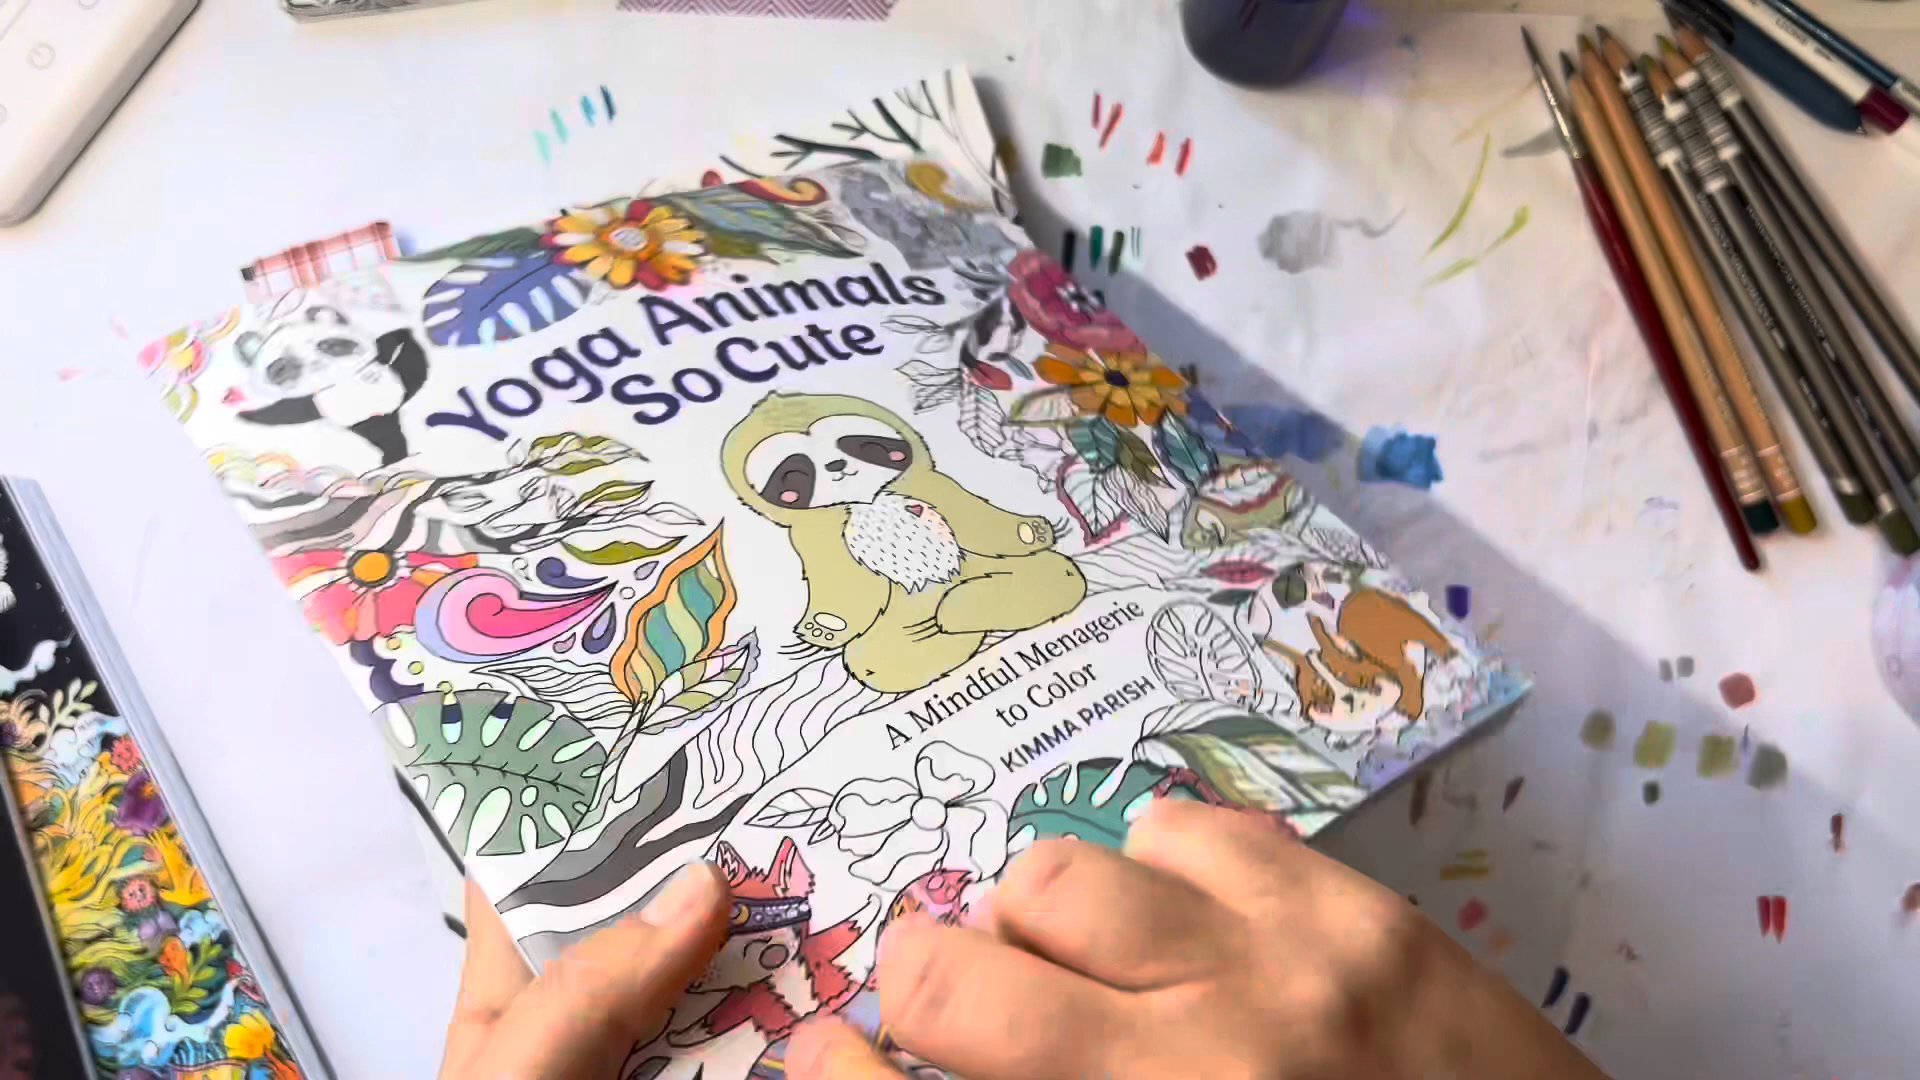 Yoga Animals
So Cute
A Mindful Menagerie
to Color
KIMMA PARISH